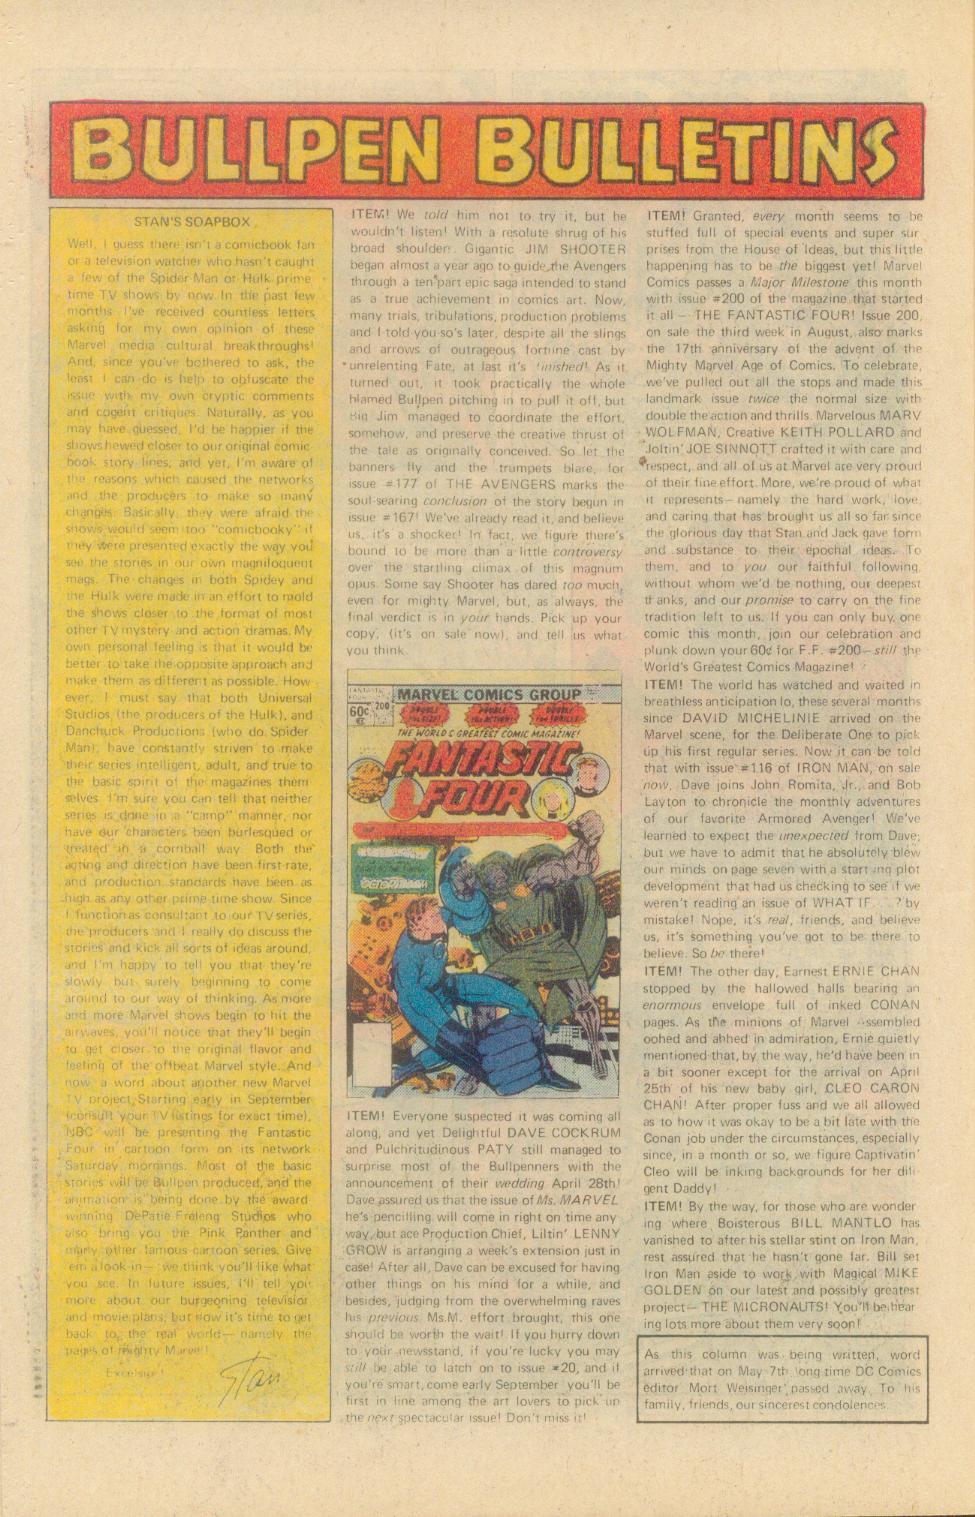 BULLPEN BULLETINS
STAN'S SOAPBOX
Well, I guess there isn't a comicbook fan
or a television watcher who hasn't caught
a few of the Spider Man or Hulk prime
time TV shows by now. In the past few
months I've received countless letters
asking for my own opinion of these
Marvel media cultural breakthroughs!
And, since you've bothered to ask, the
least I can do is help to obfuscate the
issue with my own cryptic comments
and cogent critiques. Naturally, as you
may have guessed, I'd be happier if the
shows hewed closer to our original comic
book story lines; and yet, I'm aware of
the reasons which caused the networks
and the producers to make so many
changes. Basically, they were afraid the
shows would seem too "comicbooky" if
they were presented exactly the way you
see the stories in our own magniloquent
mags. The changes in both Spidey and
the Hulk were made in an effort to mold
the shows closer to the format of most
other TV mystery and action dramas. My
own personal feeling is that it would be
better to take the opposite approach and
make them as different as possible. How
ever, I must say that both Universal
Studios (the producers of the Hulk), and
Danchuck Productions (who do Spider
Man), have constantly striven to make
their series intelligent, adult, and true to
the basic spirit of the magazines them
selves. I'm sure you can tell that neither
series is done in a "camp" manner, nor
have our characters been burlesqued or
treated in a cornball way. Both the
acting and direction have been first-rate,
and production standards have been as
high as any other prime time show. Since
I function as consultant to our TV series,
the producers and I really do discuss the
stories and kick all sorts of ideas around,
and I'm happy to tell you that they're
slowly but surely beginning to come
around to our way of thinking. As more
and more Marvel shows begin to hit the
airwaves, you'll notice that they'll begin
to get closer to the original flavor and
feeling of the offbeat Marvel style. And
now, a word about another new Marvel
TV project. Starting early in September
(consult your TV listings for exact time),
NBC will be presenting the Fantastic
Four in cartoon form on its network
Saturday mornings. Most of the basic
stories will be Bullpen produced, and the
animation is being done by the award
winning DePatie-Freleng Studios who
also bring you the Pink Panther and
many other famous cartoon series. Give
'em a look in— we think you'll like what
you see. In future issues, I'll tell you
more about our burgeoning television
and movie plans; but now it's time to get
back to the real world— namely the
pages of mighty Marvel!
Excelsior!
Stan
ITEM! We told him not to try it, but he
wouldn't listen! With a resolute shrug of his
broad shoulder. Gigantic JIM SHOOTER
began almost a year ago to guide the Avengers
through a ten part epic saga intended to stand
as a true achievement in comics art. Now,
many trials, tribulations, production problems
and I-told-you-so's later, despite all the slings
and arrows of outrageous fortune cast by
unrelenting Fate, at last it's finished! As it
turned out, it took practically the whole
blamed Bullpen pitching in to pull it off, but
Big Jim managed to coordinate the effort,
somehow, and preserve the creative thrust of
the tale as originally conceived. So let the
banners fly and the trumpets blare, for
issue #177 of THE AVENGERS marks the
soul-searing conclusion of the story begun in
issue #167! We've already read it, and believe
us, it's a shocker! In fact, we figure there's
bound to be more than a little controversy
over the startling climax of this magnum
opus. Some say Shooter has dared too much,
even for mighty Marvel, but, as always, the
final verdict is in your hands. Pick up your
copy, (it's on sale now), and tell us what
you think.
FANTASTIC FOUR
60¢ 200
MARVEL COMICS GROUP
DOUBLE the SIZE! DOUBLE the ACTION! DOUBLE the THRILLS!
THE WORLD'S GREATEST COMIC MAGAZINE!
FANTASTIC
FOUR
ITEM! Everyone suspected it was coming all
along, and yet Delightful DAVE COCKRUM
and Pulchritudinous PATY still managed to
surprise most of the Bullpenners with the
announcement of their wedding April 28th!
Dave assured us that the issue of Ms. MARVEL
he's pencilling will come in right on time any
way, but ace Production Chief, Liltin' LENNY
GROW is arranging a week's extension just in
case! After all, Dave can be excused for having
other things on his mind for a while, and
besides, judging from the overwhelming raves
his previous Ms.M. effort brought, this one
should be worth the wait! If you hurry down
to your newsstand, if you're lucky you may
still be able to latch on to issue #20, and if
you're smart, come early September you'll be
first in line among the art lovers to pick up
the next spectacular issue! Don't miss it!
ITEM! Granted, every month seems to be
stuffed full of special events and super sur
prises from the House of Ideas, but this little
happening has to be the biggest yet! Marvel
Comics passes a Major Milestone this month
with issue #200 of the magazine that started
it all — THE FANTASTIC FOUR! Issue 200,
on sale the third week in August, also marks
the 17th anniversary of the advent of the
Mighty Marvel Age of Comics. To celebrate,
we've pulled out all the stops and made this
landmark issue twice the normal size with
double the action and thrills. Marvelous MARV
WOLFMAN, Creative KEITH POLLARD and
Joltin' JOE SINNOTT crafted it with care and
respect, and all of us at Marvel are very proud
of their fine effort. More, we're proud of what
it represents— namely the hard work, love,
and caring that has brought us all so far since
the glorious day that Stan and Jack gave form
and substance to their epochal ideas. To
them, and to you our faithful following,
without whom we'd be nothing, our deepest
thanks, and our promise to carry on the fine
tradition left to us. If you can only buy one
comic this month, join our celebration and
plunk down your 60¢ for F.F. #200—still the
World's Greatest Comics Magazine!
ITEM! The world has watched and waited in
breathless anticipation lo, these several months
since DAVID MICHELINIE arrived on the
Marvel scene, for the Deliberate One to pick
up his first regular series. Now it can be told
that with issue #116 of IRON MAN, on sale
now, Dave joins John Romita, Jr., and Bob
Layton to chronicle the monthly adventures
of our favorite Armored Avenger! We've
learned to expect the unexpected from Dave;
but we have to admit that he absolutely blew
our minds on page seven with a startling plot
development that had us checking to see if we
weren't reading an issue of WHAT IF. . .? by
mistake! Nope, it's real, friends, and believe
us, it's something you've got to be there to
believe. So be there!
ITEM! The other day, Earnest ERNIE CHAN
stopped by the hallowed halls bearing an
enormous envelope full of inked CONAN
pages. As the minions of Marvel assembled
oohed and ahhed in admiration, Ernie quietly
mentioned that, by the way, he'd have been in
a bit sooner except for the arrival on April
25th of his new baby girl, CLEO CARON
CHAN! After proper fuss and we all allowed
as to how it was okay to be a bit late with the
Conan job under the circumstances, especially
since, in a month or so, we figure Captivatin'
Cleo will be inking backgrounds for her dili
gent Daddy!
ITEM! By the way, for those who are wonder
ing where Boisterous BILL MANTLO has
vanished to after his stellar stint on Iron Man,
rest assured that he hasn't gone far. Bill set
Iron Man aside to work with Magical MIKE
GOLDEN on our latest and possibly greatest
project— THE MICRONAUTS! You'll be hear
ing lots more about them very soon!
As this column was being written, word
arrived that on May 7th long time DC Comics
editor Mort Weisinger passed away. To his
family, friends, our sincerest condolences.